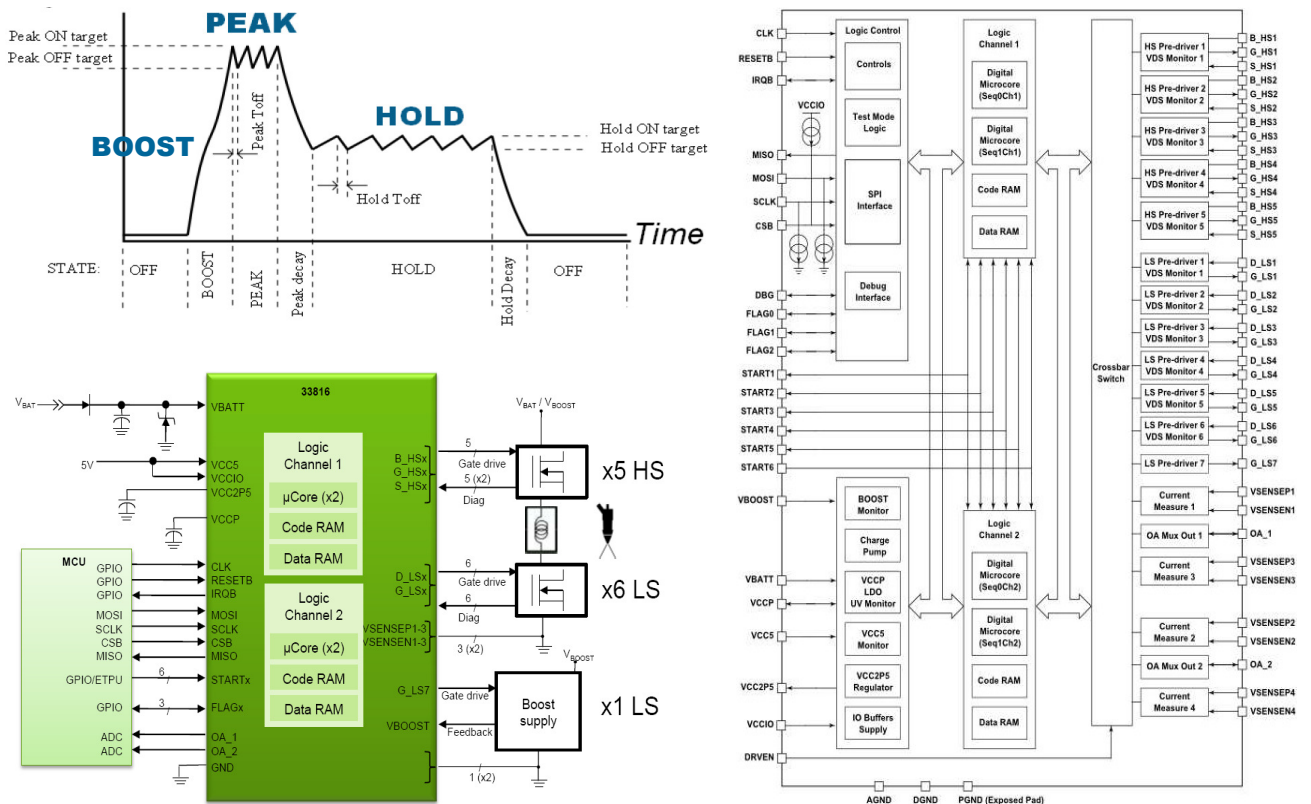 PEAK
Peak ON target
Peak OFF target
Peak Toff
BOOST
HOLD
Hold ON target
Hold OFF target
Hold Toff
Time
STATE:
OFF
BOOST
PEAK
Peak decay
HOLD
Hold Decay
OFF
33816
VBAT
VBATT
5V
VCC5
VCCIO
VCC2P5
VCCP
Logic
Channel 1
µCore (x2)
Code RAM
Data RAM
Logic
Channel 2
µCore (x2)
Code RAM
Data RAM
MCU
GPIO
CLK
GPIO
RESETB
GPIO
IRQB
MOSI
MOSI
SCLK
SCLK
CSB
CSB
MISO
MISO
GPIO/ETPU
6
STARTx
GPIO
3
FLAGx
ADC
OA_1
ADC
OA_2
GND
B_HSx
G_HSx
S_HSx
5
Gate drive
5 (x2)
Diag
VBAT / VBOOST
x5 HS
D_LSx
G_LSx
6
Gate drive
6
Diag
x6 LS
VSENSEP1-3
VSENSEN1-3
3 (x2)
VBOOST
G_LS7
Gate drive
VBOOST
Feedback
Boost
supply
x1 LS
1 (x2)
CLK
RESETB
IRQB
VCCIO
MISO
MOSI
SCLK
CSB
DBG
FLAG0
FLAG1
FLAG2
START1
START2
START3
START4
START5
START6
VBOOST
VBATT
VCCP
VCC5
VCC2P5
VCCIO
DRVEN
Logic Control
Controls
Test Mode
Logic
SPI
Interface
Debug
Interface
BOOST
Monitor
Charge
Pump
VCCP
LDO
UV Monitor
VCC5
Monitor
VCC2P5
Regulator
IO Buffers
Supply
Logic
Channel 1
Digital
Microcore
(Seq0Ch1)
Digital
Microcore
(Seq1Ch1)
Code RAM
Data RAM
Logic
Channel 2
Digital
Microcore
(Seq0Ch2)
Digital
Microcore
(Seq1Ch2)
Code RAM
Data RAM
Crossbar
Switch
HS Pre-driver 1
VDS Monitor 1
B_HS1
G_HS1
S_HS1
HS Pre-driver 2
VDS Monitor 2
B_HS2
G_HS2
S_HS2
HS Pre-driver 3
VDS Monitor 3
B_HS3
G_HS3
S_HS3
HS Pre-driver 4
VDS Monitor 4
B_HS4
G_HS4
S_HS4
HS Pre-driver 5
VDS Monitor 5
B_HS5
G_HS5
S_HS5
LS Pre-driver 1
VDS Monitor 1
D_LS1
G_LS1
LS Pre-driver 2
VDS Monitor 2
D_LS2
G_LS2
LS Pre-driver 3
VDS Monitor 3
D_LS3
G_LS3
LS Pre-driver 4
VDS Monitor 4
D_LS4
G_LS4
LS Pre-driver 5
VDS Monitor 5
D_LS5
G_LS5
LS Pre-driver 6
VDS Monitor 6
D_LS6
G_LS6
LS Pre-driver 7
G_LS7
Current
Measure 1
VSENSEP1
VSENSEN1
OA Mux Out 1
OA_1
Current
Measure 3
VSENSEP3
VSENSEN3
Current
Measure 2
VSENSEP2
VSENSEN2
OA Mux Out 2
OA_2
Current
Measure 4
VSENSEP4
VSENSEN4
AGND
DGND
PGND (Exposed Pad)